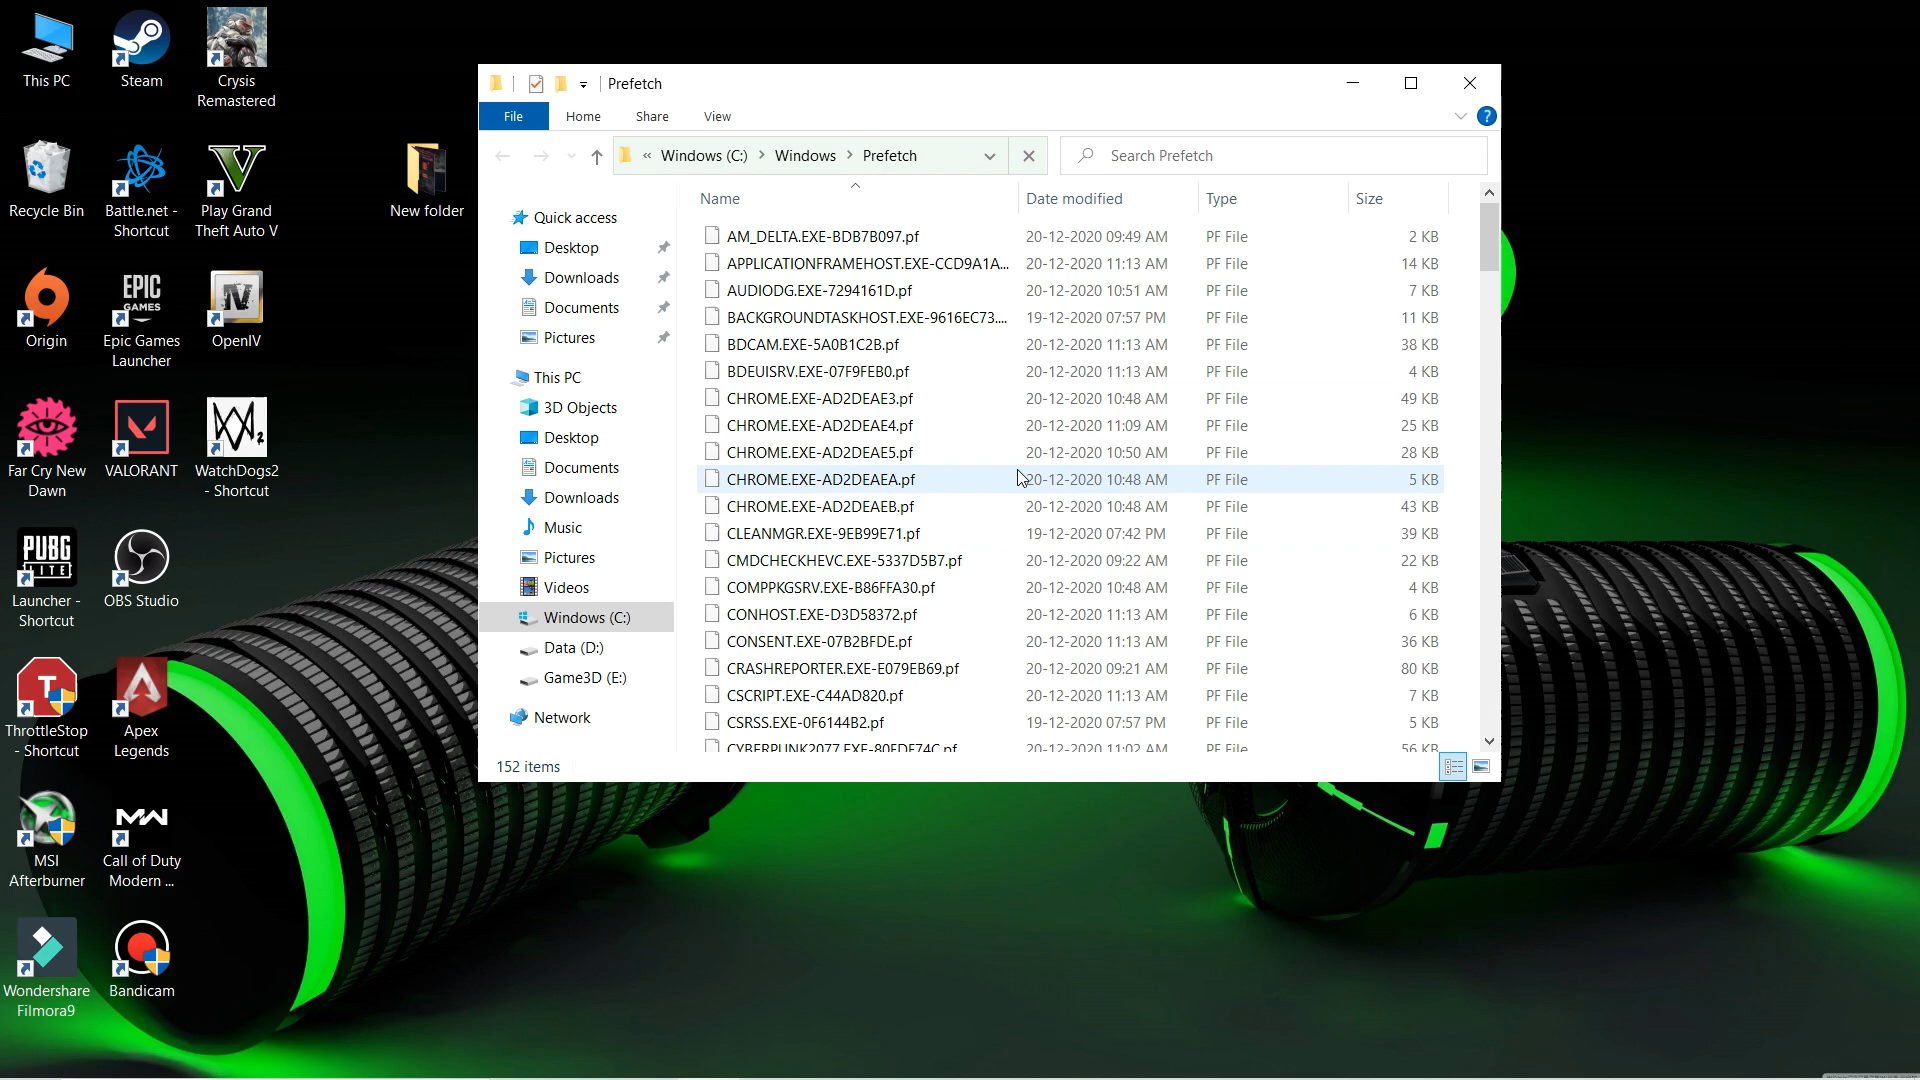 This PC
Steam
Crysis
Remastered
Recycle Bin
Battle.net -
Shortcut
Play Grand
Theft Auto V
New folder
Origin
EPIC
GAMES
Epic Games
Launcher
OpenIV
Far Cry New
Dawn
VALORANT
2
WatchDogs2
- Shortcut
PUBG
LITE
Launcher -
Shortcut
OBS Studio
T
ThrottleStop
- Shortcut
Apex
Legends
MSI
Afterburner
MW
Call of Duty
Modern ...
Wondershare
Filmora9
Bandicam
Prefetch
File
Home
Share
View
?
« Windows (C:) > Windows > Prefetch
Search Prefetch
Quick access
Desktop
Downloads
Documents
Pictures
This PC
3D Objects
Desktop
Documents
Downloads
Music
Pictures
Videos
Windows (C:)
Data (D:)
Game3D (E:)
Network
Name Date modified Type Size
AM_DELTA.EXE-BDB7B097.pf 20-12-2020 09:49 AM PF File 2 KB
APPLICATIONFRAMEHOST.EXE-CCD9A1A... 20-12-2020 11:13 AM PF File 14 KB
AUDIODG.EXE-7294161D.pf 20-12-2020 10:51 AM PF File 7 KB
BACKGROUNDTASKHOST.EXE-9616EC73.... 19-12-2020 07:57 PM PF File 11 KB
BDCAM.EXE-5A0B1C2B.pf 20-12-2020 11:13 AM PF File 38 KB
BDEUISRV.EXE-07F9FEB0.pf 20-12-2020 11:13 AM PF File 4 KB
CHROME.EXE-AD2DEAE3.pf 20-12-2020 10:48 AM PF File 49 KB
CHROME.EXE-AD2DEAE4.pf 20-12-2020 11:09 AM PF File 25 KB
CHROME.EXE-AD2DEAE5.pf 20-12-2020 10:50 AM PF File 28 KB
CHROME.EXE-AD2DEAEA.pf 20-12-2020 10:48 AM PF File 5 KB
CHROME.EXE-AD2DEAEB.pf 20-12-2020 10:48 AM PF File 43 KB
CLEANMGR.EXE-9EB99E71.pf 19-12-2020 07:42 PM PF File 39 KB
CMDCHECKHEVC.EXE-5337D5B7.pf 20-12-2020 09:22 AM PF File 22 KB
COMPPKGSRV.EXE-B86FFA30.pf 20-12-2020 10:48 AM PF File 4 KB
CONHOST.EXE-D3D58372.pf 20-12-2020 11:13 AM PF File 6 KB
CONSENT.EXE-07B2BFDE.pf 20-12-2020 11:13 AM PF File 36 KB
CRASHREPORTER.EXE-E079EB69.pf 20-12-2020 09:21 AM PF File 80 KB
CSCRIPT.EXE-C44AD820.pf 20-12-2020 11:13 AM PF File 7 KB
CSRSS.EXE-0F6144B2.pf 19-12-2020 07:57 PM PF File 5 KB
CYBERPUNK2077.EXE-80FDF74C.pf 20-12-2020 11:02 AM PF File 56 KB
152 items